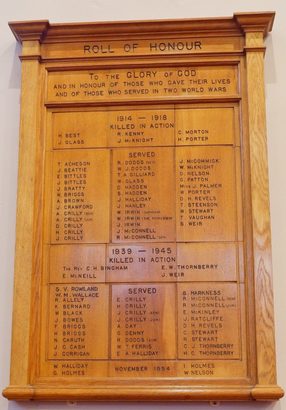 ROLL OF HONOUR
TO THE GLORY OF GOD
AND IN HONOUR OF THOSE WHO GAVE THEIR LIVES
AND OF THOSE WHO SERVED IN TWO WORLD WARS
1914 - 1918
KILLED IN ACTION
H. BEST R. KENNY C. MORTON
J. GLASS J. McKNIGHT H. PORTER
SERVED
T. ACHESON R. DODDS J. McCORMICK
J. BEATTIE W. J. DODDS W. McKNIGHT
J. BITTLES T. A. GILLIARD D. NELSON
J. BITTLES W. GLASS C. PATTON
S. BRATTY D. HADDEN MISS J. PALMER
W. BRIGGS S. HADDEN W. PORTER
A. BROWN J. HALLIDAY D. H. REVELS
J. CRAWFORD J. HANLEY T. STEENSON
A. CRILLY W. IRWIN W. STEWART
A. CRILLY W. IRWIN T. VAUGHAN
D. CRILLY J. IRWIN S. WEIR
H. CRILLY J. McCONNELL
J. CRILLY R. McCONNELL
1939 - 1945
KILLED IN ACTION
THE REV. C. H. BINGHAM E. W. THORNBERRY
E. McNEILL J. WEIR
SERVED
S. V. ROWLAND E. CRILLY S. MARKNESS
W. M. WALLACE E. CRILLY R. McCONNELL
R. ALLELY J. CRILLY R. McCONNELL
K. BERNARD J. CRILLY E. McKINLEY
W. BLACK J. CRILLY J. RATCLIFFE
J. BOWES A. DAY D. H. REVELS
F. BRIGGS C. DENNY C. STEWART
R. BRIGGS R. DODDS R. STEWART
N. CARUTH W. T. FERRIS C. J. THORNBERRY
J. G. CASH E. A. HALLIDAY H. C. THORNBERRY
J. CORRIGAN
W. HALLIDAY NOVEMBER 1954 I. HOLMES
G. HOLMES W. NELSON